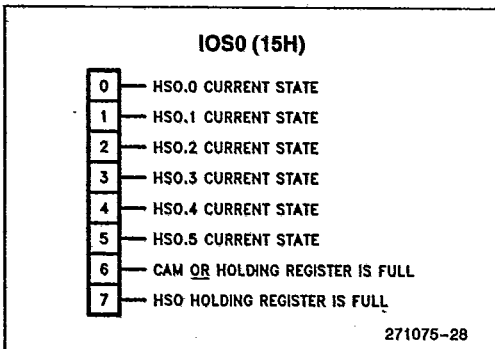 IOS0 (15H)
0 HSO.0 CURRENT STATE
1 HSO.1 CURRENT STATE
2 HSO.2 CURRENT STATE
3 HSO.3 CURRENT STATE
4 HSO.4 CURRENT STATE
5 HSO.5 CURRENT STATE
6 CAM OR HOLDING REGISTER IS FULL
7 HSO HOLDING REGISTER IS FULL
271075-28